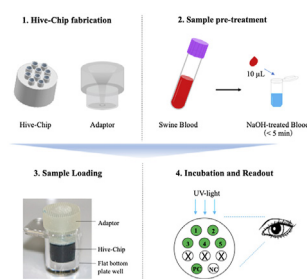 1. Hive-Chip fabrication
2. Sample pre-treatment
10 µL
Hive-Chip
Adaptor
Swine Blood
NaOH-treated Blood
(< 5 min)
3. Sample Loading
4. Incubation and Readout
UV-light
Adaptor
Hive-Chip
Flat bottom
plate well
1 2
3 4 5
X X X
PC NC